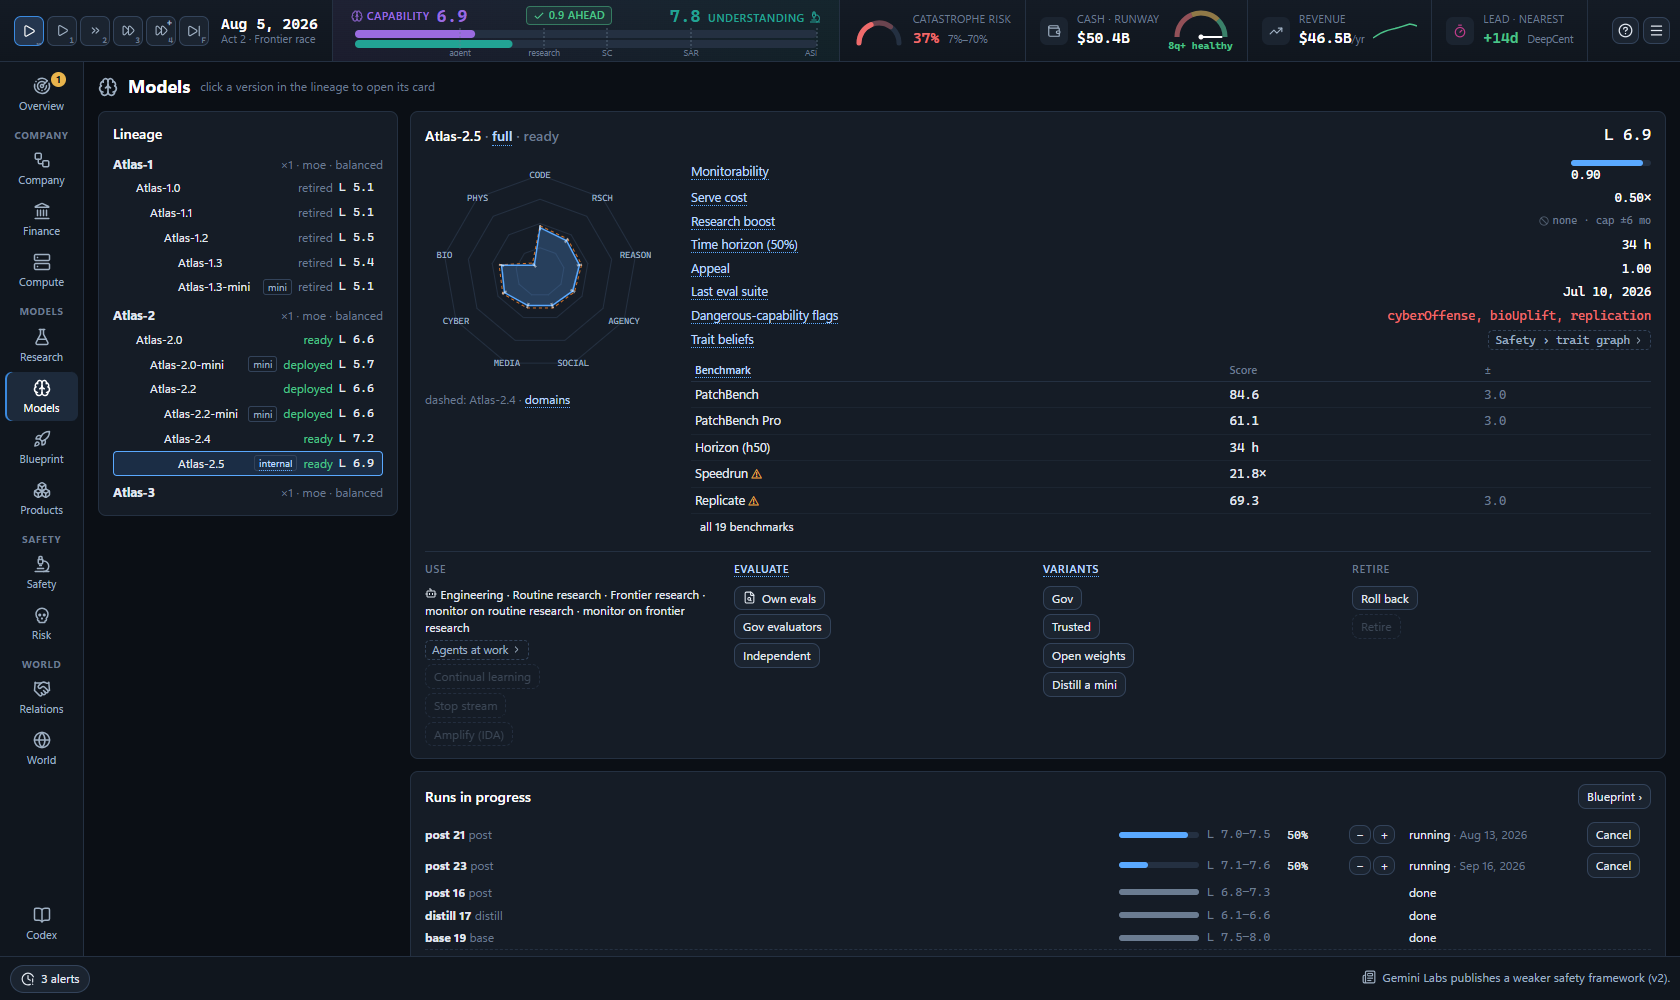 1
2
3
4
F
Aug 5, 2026
Act 2 · Frontier race
CAPABILITY 6.9
0.9 AHEAD
7.8 UNDERSTANDING
agent
research
SC
SAR
ASI
CATASTROPHE RISK
37% 7%–70%
CASH · RUNWAY
$50.4B
8q+ healthy
REVENUE
$46.5B/yr
LEAD · NEAREST
+14d DeepCent
1
Overview
COMPANY
Company
Finance
Compute
MODELS
Research
Models
Blueprint
Products
SAFETY
Safety
Risk
WORLD
Relations
World
Codex
Models click a version in the lineage to open its card
Lineage
Atlas-1 ×1 · moe · balanced
Atlas-1.0 retired L 5.1
Atlas-1.1 retired L 5.1
Atlas-1.2 retired L 5.5
Atlas-1.3 retired L 5.4
Atlas-1.3-mini mini retired L 5.1
Atlas-2 ×1 · moe · balanced
Atlas-2.0 ready L 6.6
Atlas-2.0-mini mini deployed L 5.7
Atlas-2.2 deployed L 6.6
Atlas-2.2-mini mini deployed L 6.6
Atlas-2.4 ready L 7.2
Atlas-2.5 internal ready L 6.9
Atlas-3 ×1 · moe · balanced
Atlas-2.5 · full · ready L 6.9
CODE
RSCH
REASON
AGENCY
SOCIAL
MEDIA
CYBER
BIO
PHYS
dashed: Atlas-2.4 · domains
Monitorability 0.90
Serve cost 0.50×
Research boost none · cap ±6 mo
Time horizon (50%) 34 h
Appeal 1.00
Last eval suite Jul 10, 2026
Dangerous-capability flags cyberOffense, bioUplift, replication
Trait beliefs Safety › trait graph ›
Benchmark Score ±
PatchBench 84.6 3.0
PatchBench Pro 61.1 3.0
Horizon (h50) 34 h
Speedrun 21.8×
Replicate 69.3 3.0
all 19 benchmarks
USE
Engineering · Routine research · Frontier research ·
monitor on routine research · monitor on frontier
research
Agents at work ›
Continual learning
Stop stream
Amplify (IDA)
EVALUATE
Own evals
Gov evaluators
Independent
VARIANTS
Gov
Trusted
Open weights
Distill a mini
RETIRE
Roll back
Retire
Runs in progress Blueprint ›
post 21 post L 7.0–7.5 50% − + running · Aug 13, 2026 Cancel
post 23 post L 7.1–7.6 50% − + running · Sep 16, 2026 Cancel
post 16 post L 6.8–7.3 done
distill 17 distill L 6.1–6.6 done
base 19 base L 7.5–8.0 done
3 alerts
Gemini Labs publishes a weaker safety framework (v2).